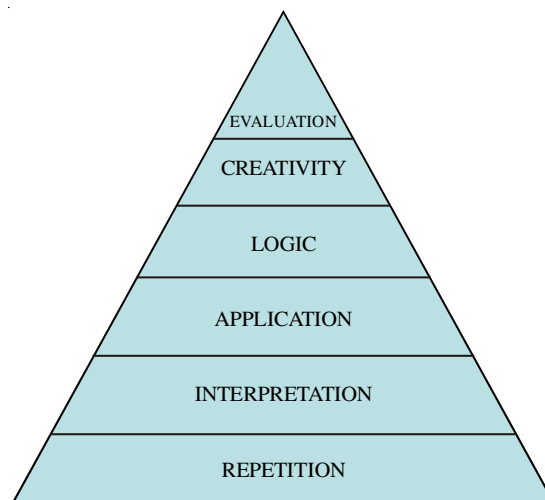 EVALUATION
CREATIVITY
LOGIC
APPLICATION
INTERPRETATION
REPETITION